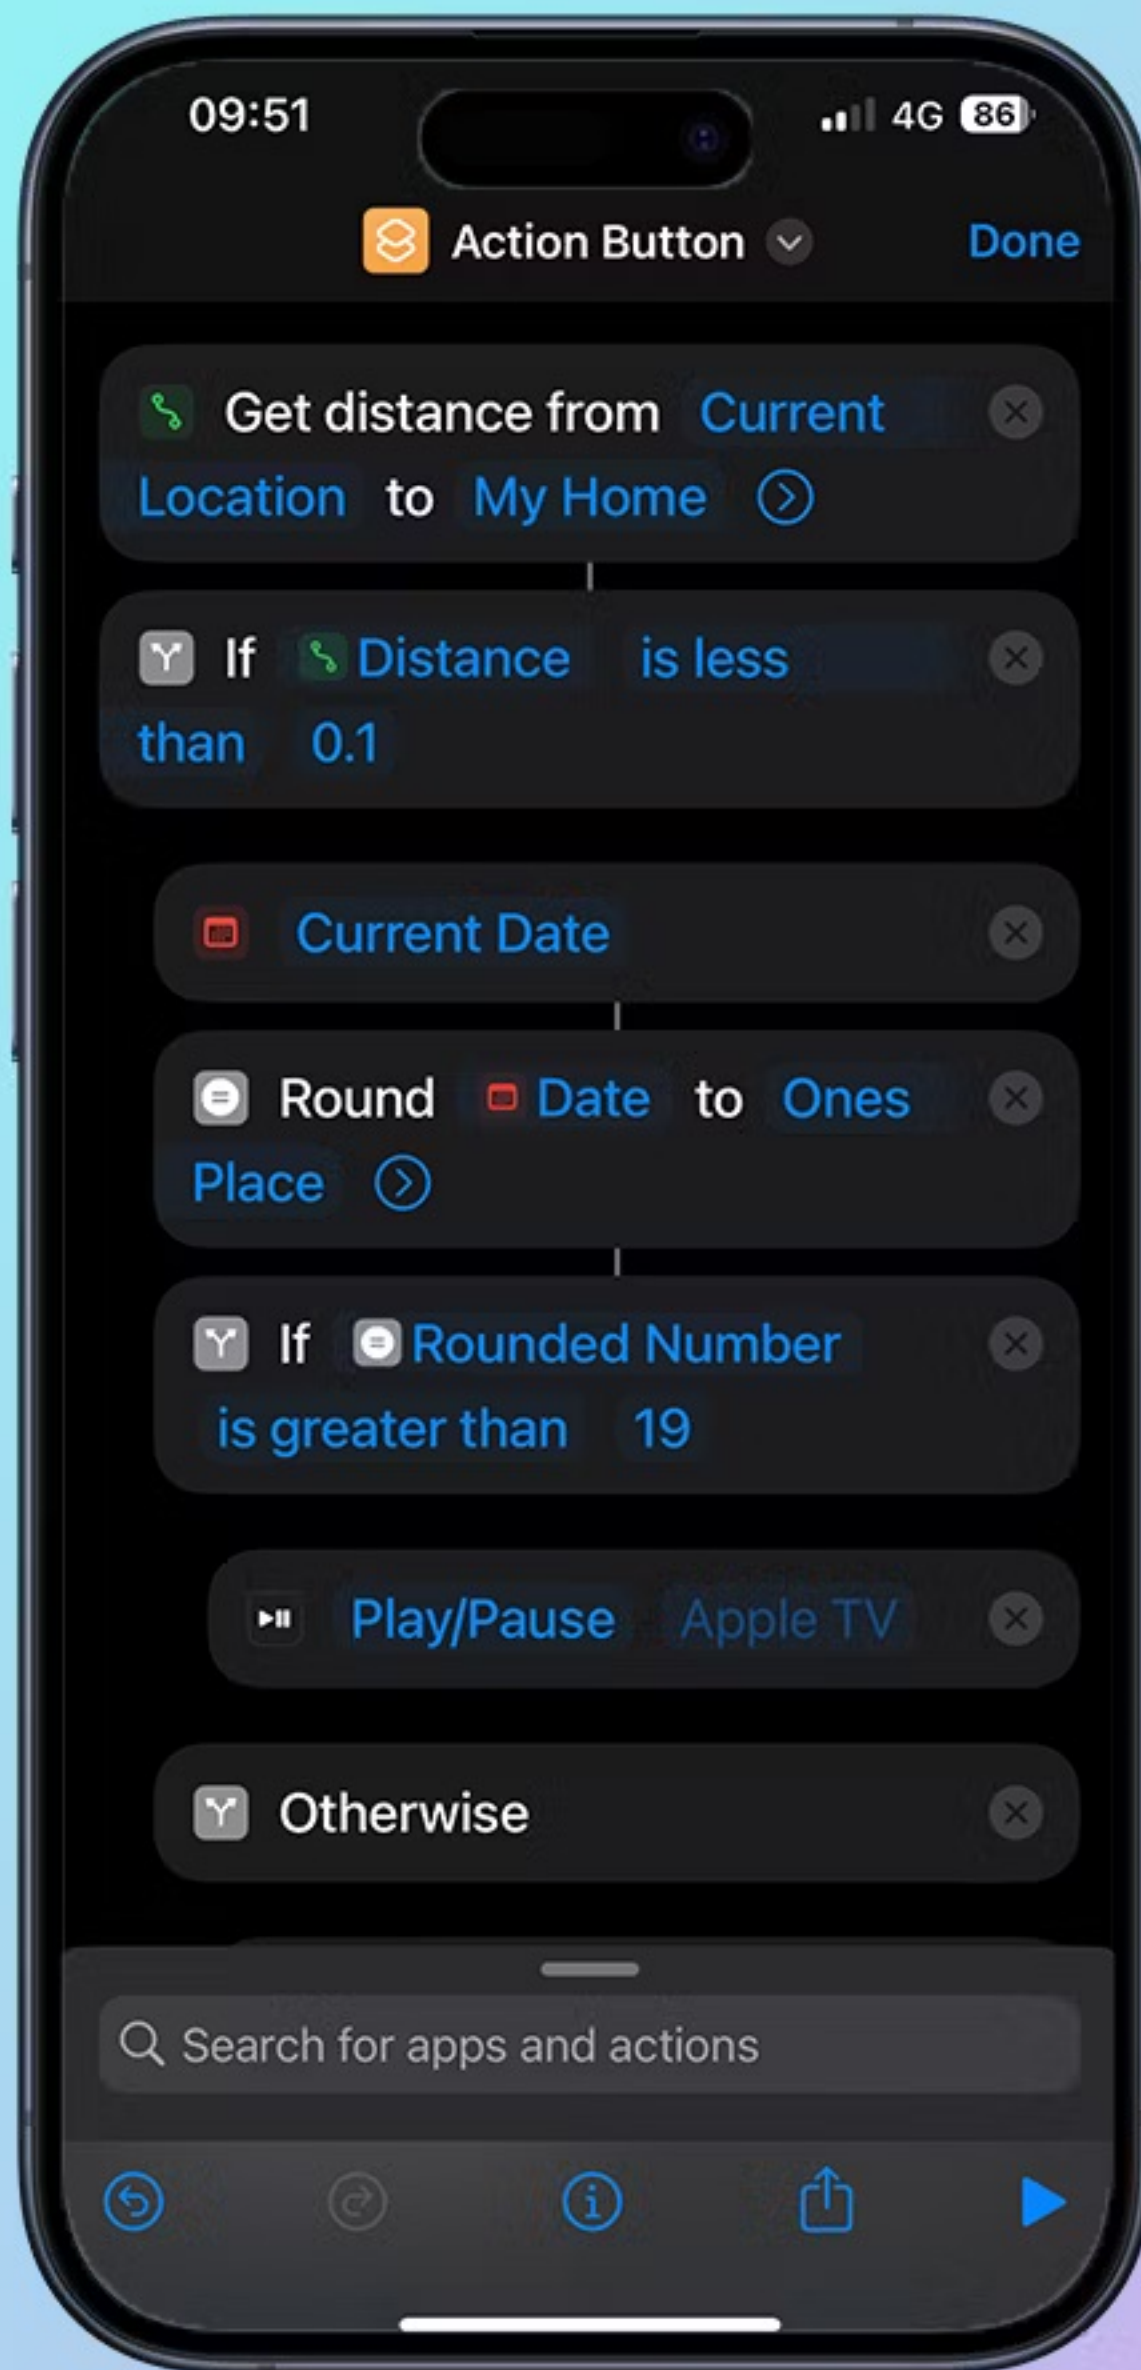 09:51 4G 86
Action Button Done
Get distance from Current
Location to My Home
If Distance is less
than 0.1
Current Date
Round Date to Ones
Place
If Rounded Number
is greater than 19
Play/Pause Apple TV
Otherwise
Search for apps and actions